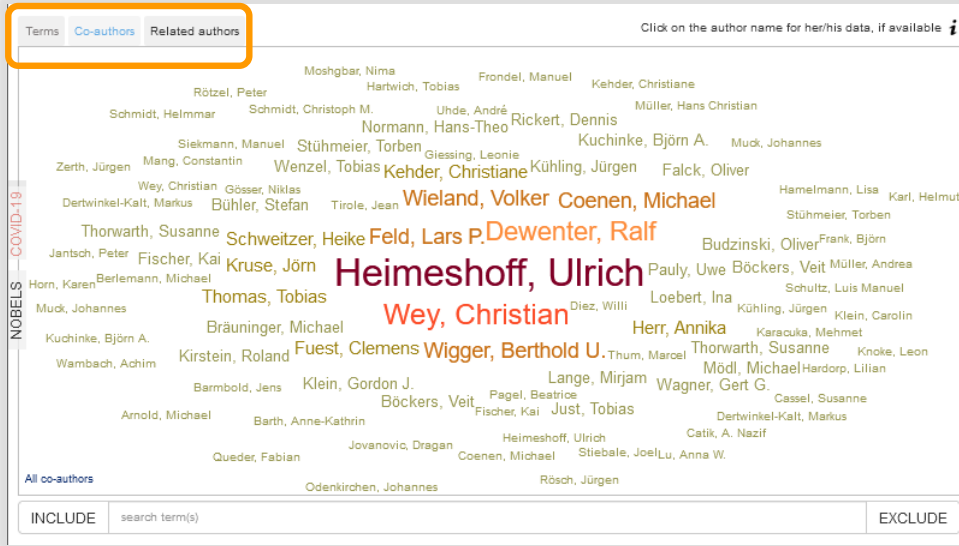 Terms Co-authors Related authors Click on the author name for her/his data, if available i
Moshgbar, Nima
Frondel, Manuel
Rötzel, Peter
Hartwich, Tobias
Kehder, Christiane
Schmidt, Helmmar
Schmidt, Christoph M.
Uhde, André
Müller, Hans Christian
Normann, Hans-Theo
Rickert, Dennis
Siekmann, Manuel
Stühmeier, Torben
Kuchinke, Björn A.
Muck, Johannes
Giessing, Leonie
Zerth, Jürgen
Mang, Constantin
Wenzel, Tobias
Kehder, Christiane
Kühling, Jürgen
Falck, Oliver
Wey, Christian
Gösser, Niklas
Hamelmann, Lisa
Karl, Helmut
Dertwinkel-Kalt, Markus
Bühler, Stefan
Tirole, Jean
Wieland, Volker
Coenen, Michael
Stühmeier, Torben
Thorwarth, Susanne
Schweitzer, Heike
Feld, Lars P.
Dewenter, Ralf
Budzinski, Oliver
Frank, Björn
Jantsch, Peter
Fischer, Kai
Kruse, Jörn
Heimeshoff, Ulrich
Pauly, Uwe
Böckers, Veit
Müller, Andrea
Horn, Karen
Berlemann, Michael
Schultz, Luis Manuel
Muck, Johannes
Thomas, Tobias
Wey, Christian
Diez, Willi
Loebert, Ina
Kühling, Jürgen
Klein, Carolin
Bräuninger, Michael
Herr, Annika
Karacuka, Mehmet
Kuchinke, Björn A.
Kirstein, Roland
Fuest, Clemens
Wigger, Berthold U.
Thum, Marcel
Thorwarth, Susanne
Knoke, Leon
Wambach, Achim
Mödl, Michael
Hardorp, Lilian
Barmbold, Jens
Klein, Gordon J.
Lange, Mirjam
Wagner, Gert G.
Böckers, Veit
Pagel, Beatrice
Cassel, Susanne
Arnold, Michael
Fischer, Kai
Just, Tobias
Dertwinkel-Kalt, Markus
Barth, Anne-Kathrin
Catik, A. Nazif
Jovanovic, Dragan
Heimeshoff, Ulrich
Queder, Fabian
Coenen, Michael
Stiebale, Joel
Lu, Anna W.
All co-authors
Odenkirchen, Johannes
Rösch, Jürgen
COVID-19
NOBELS
INCLUDE search term(s) EXCLUDE